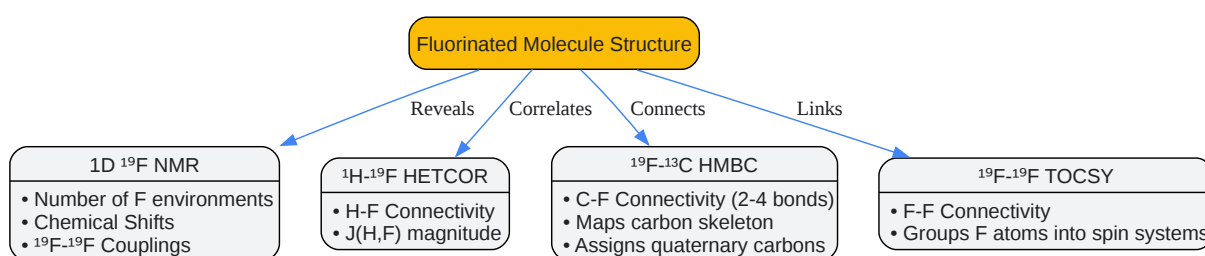 Fluorinated Molecule Structure
Reveals
Correlates
Connects
Links
1D ¹⁹F NMR
• Number of F environments
• Chemical Shifts
• ¹⁹F-¹⁹F Couplings
¹H-¹⁹F HETCOR
• H-F Connectivity
• J(H,F) magnitude
¹⁹F-¹³C HMBC
• C-F Connectivity (2-4 bonds)
• Maps carbon skeleton
• Assigns quaternary carbons
¹⁹F-¹⁹F TOCSY
• F-F Connectivity
• Groups F atoms into spin systems